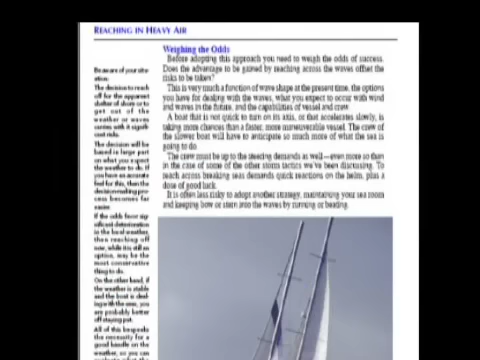 REACHING IN HEAVY AIR
Weighing the Odds
Before adopting this approach you need to weigh the odds of success.
Does the advantage to be gained by reaching across the waves offset the
risks to be taken?
This is very much a function of wave shape at the present time, the options
you have for dealing with the waves, what you expect to occur with wind
and waves in the future, and the capabilities of vessel and crew.
A boat that is not quick to turn on its axis, or that accelerates slowly, is
taking more chances than a faster, more maneuverable vessel. The crew of
the slower boat will have to anticipate so much more of what the sea is
going to do.
The crew must be up to the steering demands as well—even more so than
in the case of some of the other storm tactics we've been discussing. To
reach across breaking seas demands quick reactions on the helm, plus a
dose of good luck.
It is often less risky to adopt another strategy, maintaining your sea room
and keeping bow or stern into the waves by running or beating.
Be aware of your situ-
ation:
The decision to reach
off for the apparent
shelter of shore or to
get out of the
weather or waves
carries with it signifi-
cant risks.
The decision will be
based in large part
on what you expect
the weather to do. If
you have an accurate
feel for this, then the
decision-making pro-
cess becomes far
easier.
If the odds favor sig-
nificant deterioration
in the local weather,
then reaching off
now, while it is still an
option, may be the
most conservative
thing to do.
On the other hand, if
the weather is stable
and the boat is deal-
ing with the seas, you
are probably better
off staying put.
All of this bespeaks
the necessity for a
good handle on the
weather, so you can